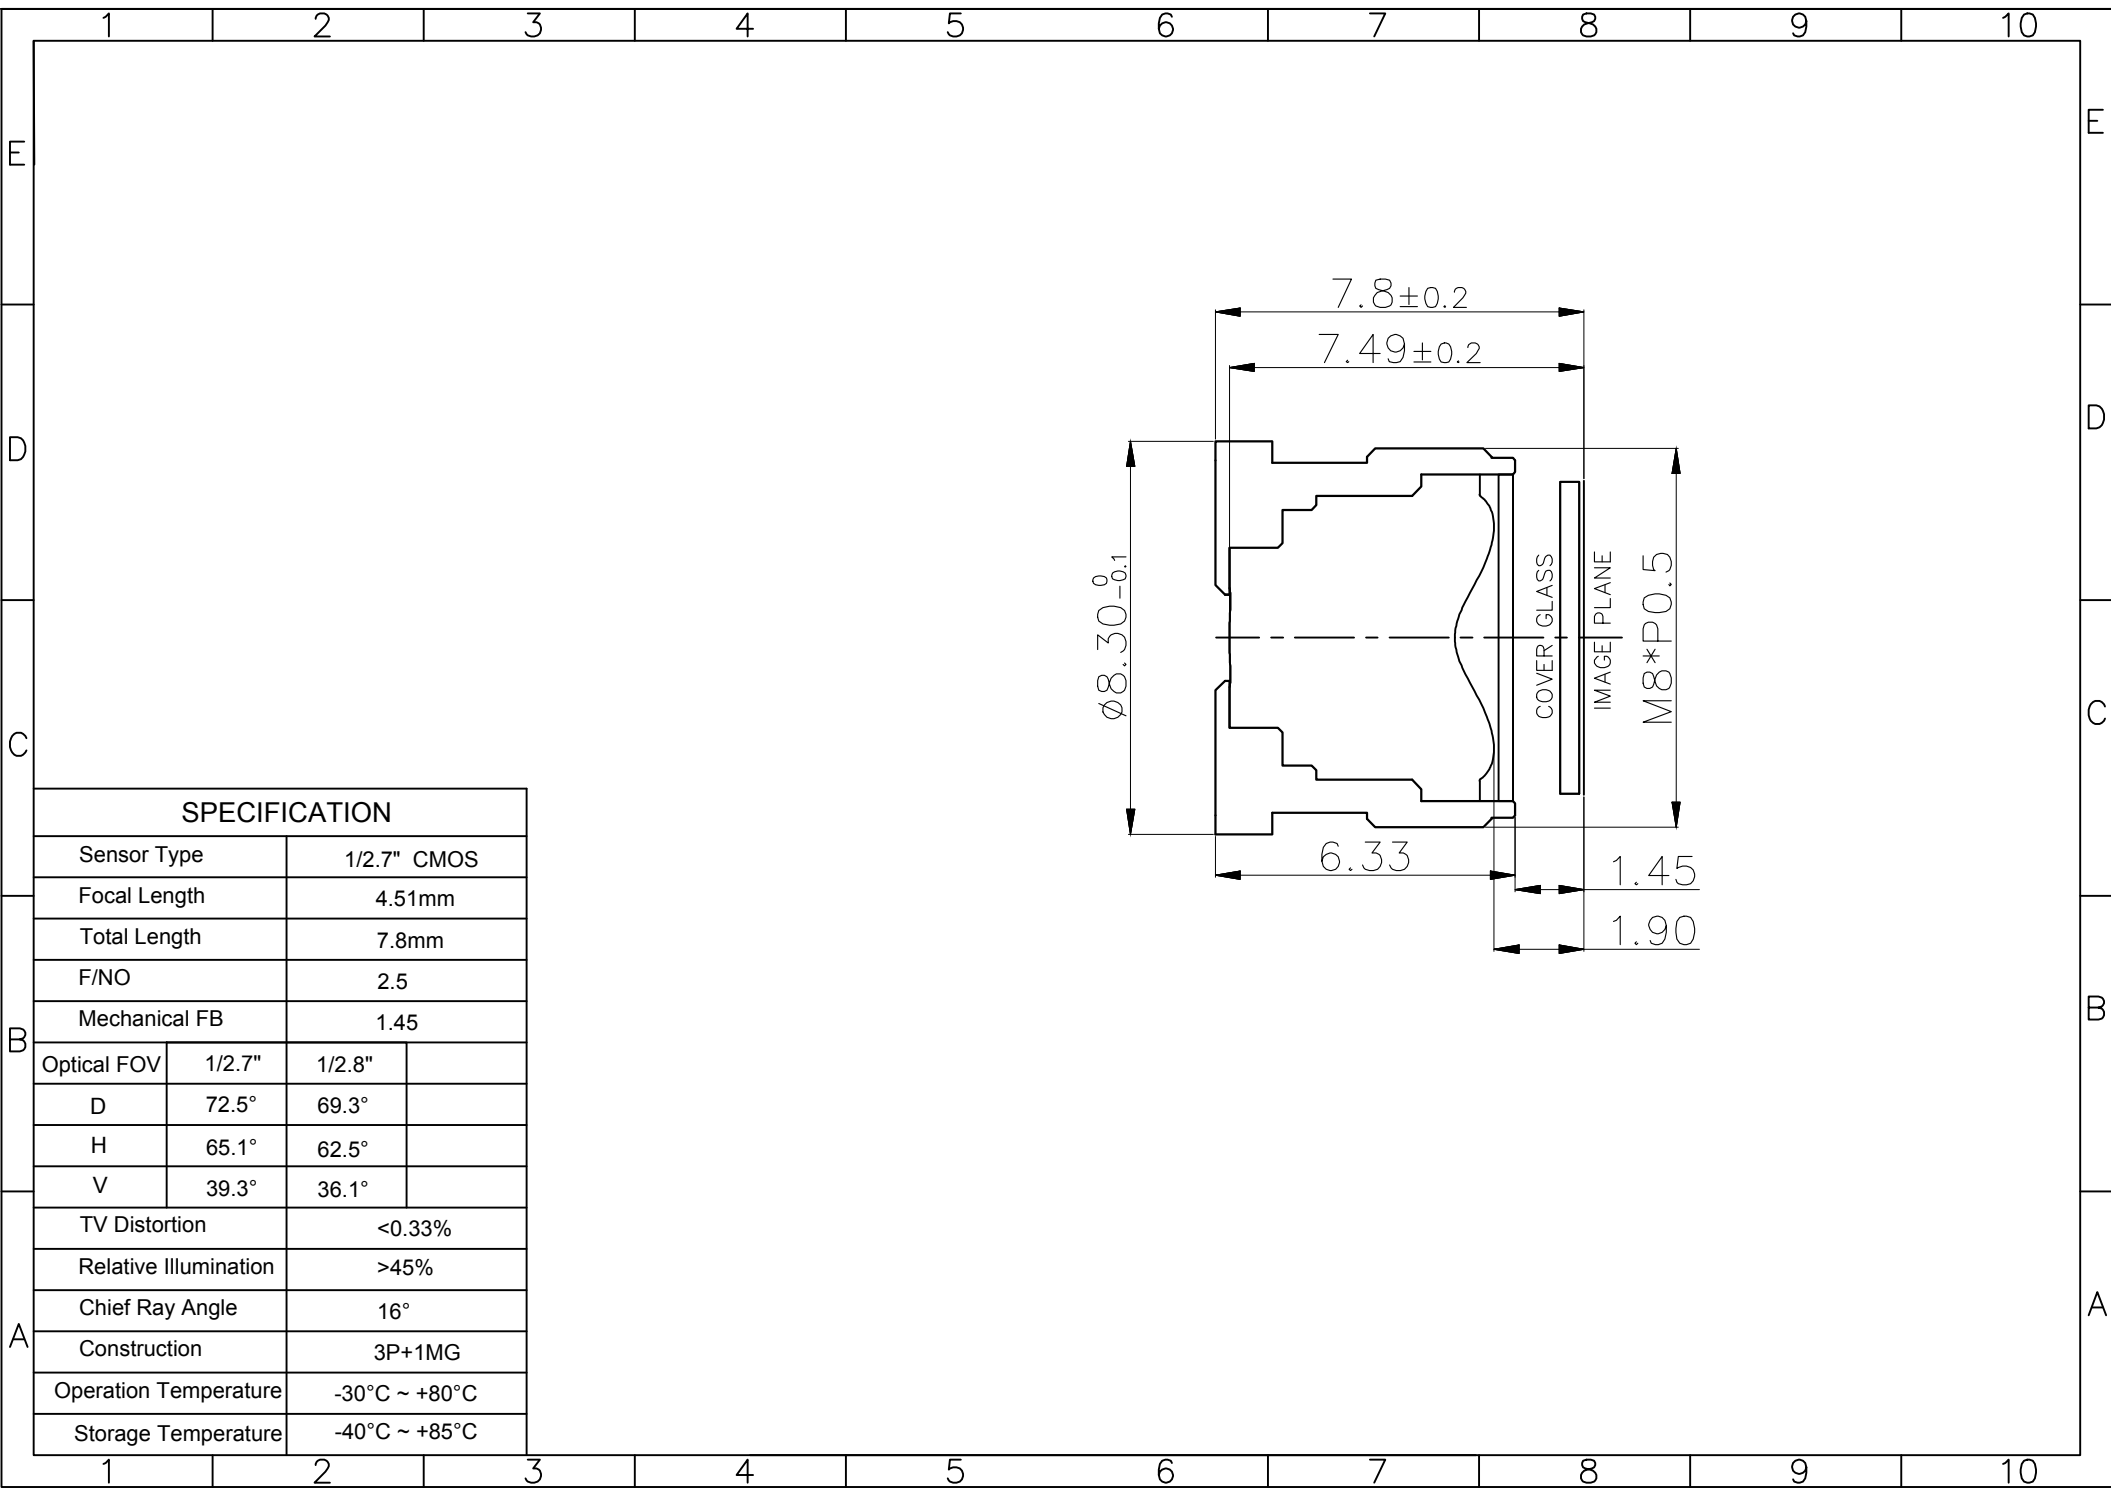 1 2 3 4 5 6 7 8 9 10
E E
D D
C C
B B
A A
7.8±0.2
7.49±0.2
ø8.30 0 -0.1
COVER GLASS
IMAGE PLANE
M8*P0.5
6.33
1.45
1.90
SPECIFICATION
Sensor Type 1/2.7" CMOS
Focal Length 4.51mm
Total Length 7.8mm
F/NO 2.5
Mechanical FB 1.45
Optical FOV 1/2.7" 1/2.8"
D 72.5° 69.3°
H 65.1° 62.5°
V 39.3° 36.1°
TV Distortion <0.33%
Relative Illumination >45%
Chief Ray Angle 16°
Construction 3P+1MG
Operation Temperature -30°C ~ +80°C
Storage Temperature -40°C ~ +85°C
1 2 3 4 5 6 7 8 9 10